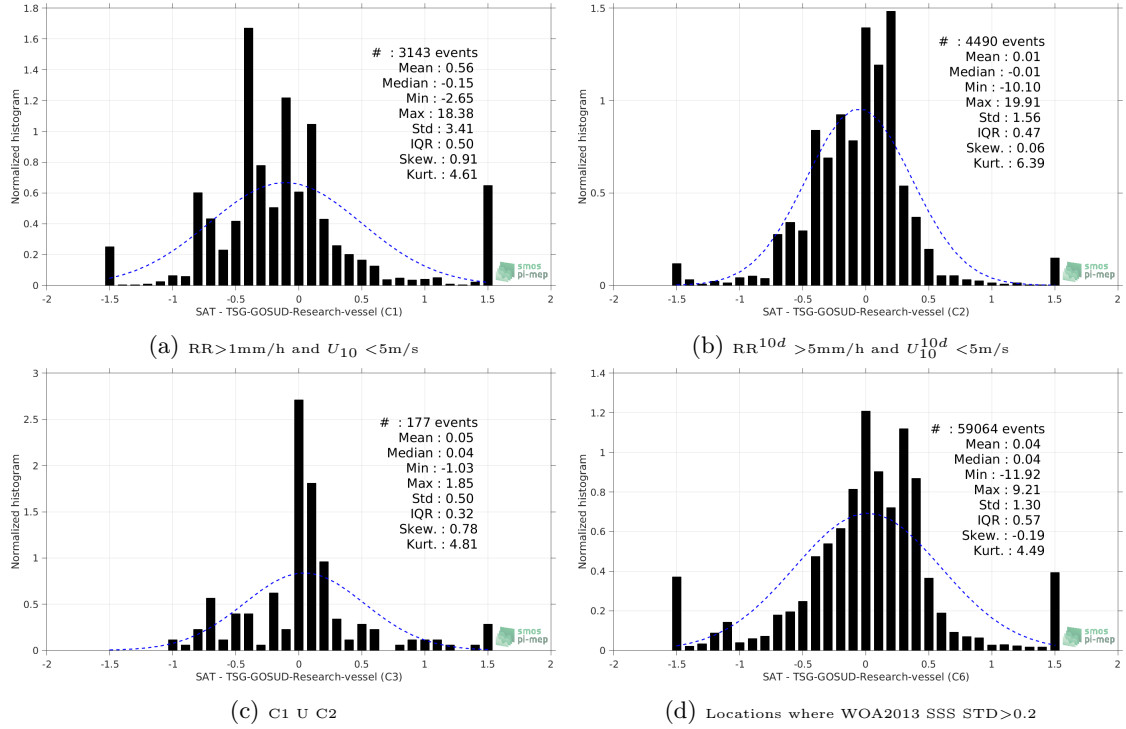 1.8
1.6
1.4
1.2
1
0.8
0.6
0.4
0.2
0
-2
-1.5
-1
-0.5
0
0.5
1
1.5
2
Normalized histogram
# : 3143 events
Mean : 0.56
Median : -0.15
Min : -2.65
Max : 18.38
Std : 3.41
IQR : 0.50
Skew. : 0.91
Kurt. : 4.61
smos
pi-mep
SAT - TSG-GOSUD-Research-vessel (C1)
(a) RR>1mm/h and U10 <5m/s
1.5
1
0.5
0
-2
-1.5
-1
-0.5
0
0.5
1
1.5
2
Normalized histogram
# : 4490 events
Mean : 0.01
Median : -0.01
Min : -10.10
Max : 19.91
Std : 1.56
IQR : 0.47
Skew. : 0.06
Kurt. : 6.39
smos
pi-mep
SAT - TSG-GOSUD-Research-vessel (C2)
(b) RR^10d >5mm/h and U10^10d <5m/s
3
2.5
2
1.5
1
0.5
0
-2
-1.5
-1
-0.5
0
0.5
1
1.5
2
Normalized histogram
# : 177 events
Mean : 0.05
Median : 0.04
Min : -1.03
Max : 1.85
Std : 0.50
IQR : 0.32
Skew. : 0.78
Kurt. : 4.81
smos
pi-mep
SAT - TSG-GOSUD-Research-vessel (C3)
(c) C1 U C2
1.4
1.2
1
0.8
0.6
0.4
0.2
0
-2
-1.5
-1
-0.5
0
0.5
1
1.5
2
Normalized histogram
# : 59064 events
Mean : 0.04
Median : 0.04
Min : -11.92
Max : 9.21
Std : 1.30
IQR : 0.57
Skew. : -0.19
Kurt. : 4.49
smos
pi-mep
SAT - TSG-GOSUD-Research-vessel (C6)
(d) Locations where WOA2013 SSS STD>0.2